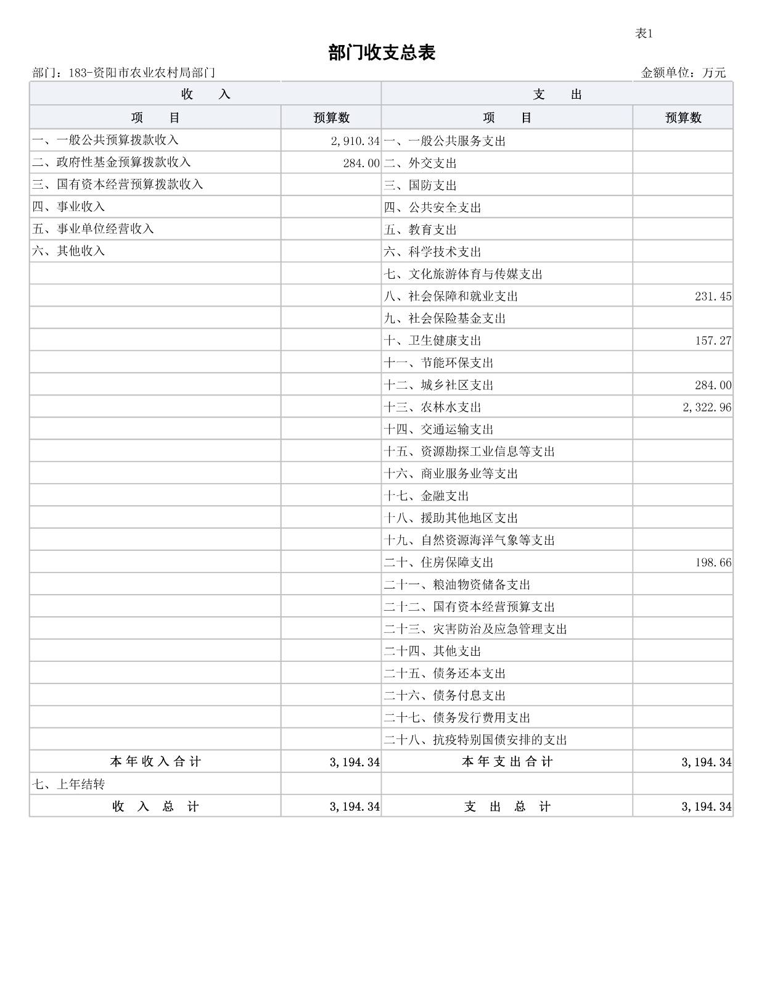 表1
部门收支总表
部门：183-资阳市农业农村局部门 金额单位：万元
收 入 支 出
项 目 预算数 项 目 预算数
一、一般公共预算拨款收入 2,910.34 一、一般公共服务支出
二、政府性基金预算拨款收入 284.00 二、外交支出
三、国有资本经营预算拨款收入 三、国防支出
四、事业收入 四、公共安全支出
五、事业单位经营收入 五、教育支出
六、其他收入 六、科学技术支出
七、文化旅游体育与传媒支出
八、社会保障和就业支出 231.45
九、社会保险基金支出
十、卫生健康支出 157.27
十一、节能环保支出
十二、城乡社区支出 284.00
十三、农林水支出 2,322.96
十四、交通运输支出
十五、资源勘探工业信息等支出
十六、商业服务业等支出
十七、金融支出
十八、援助其他地区支出
十九、自然资源海洋气象等支出
二十、住房保障支出 198.66
二十一、粮油物资储备支出
二十二、国有资本经营预算支出
二十三、灾害防治及应急管理支出
二十四、其他支出
二十五、债务还本支出
二十六、债务付息支出
二十七、债务发行费用支出
二十八、抗疫特别国债安排的支出
本 年 收 入 合 计 3,194.34 本 年 支 出 合 计 3,194.34
七、上年结转
收 入 总 计 3,194.34 支 出 总 计 3,194.34